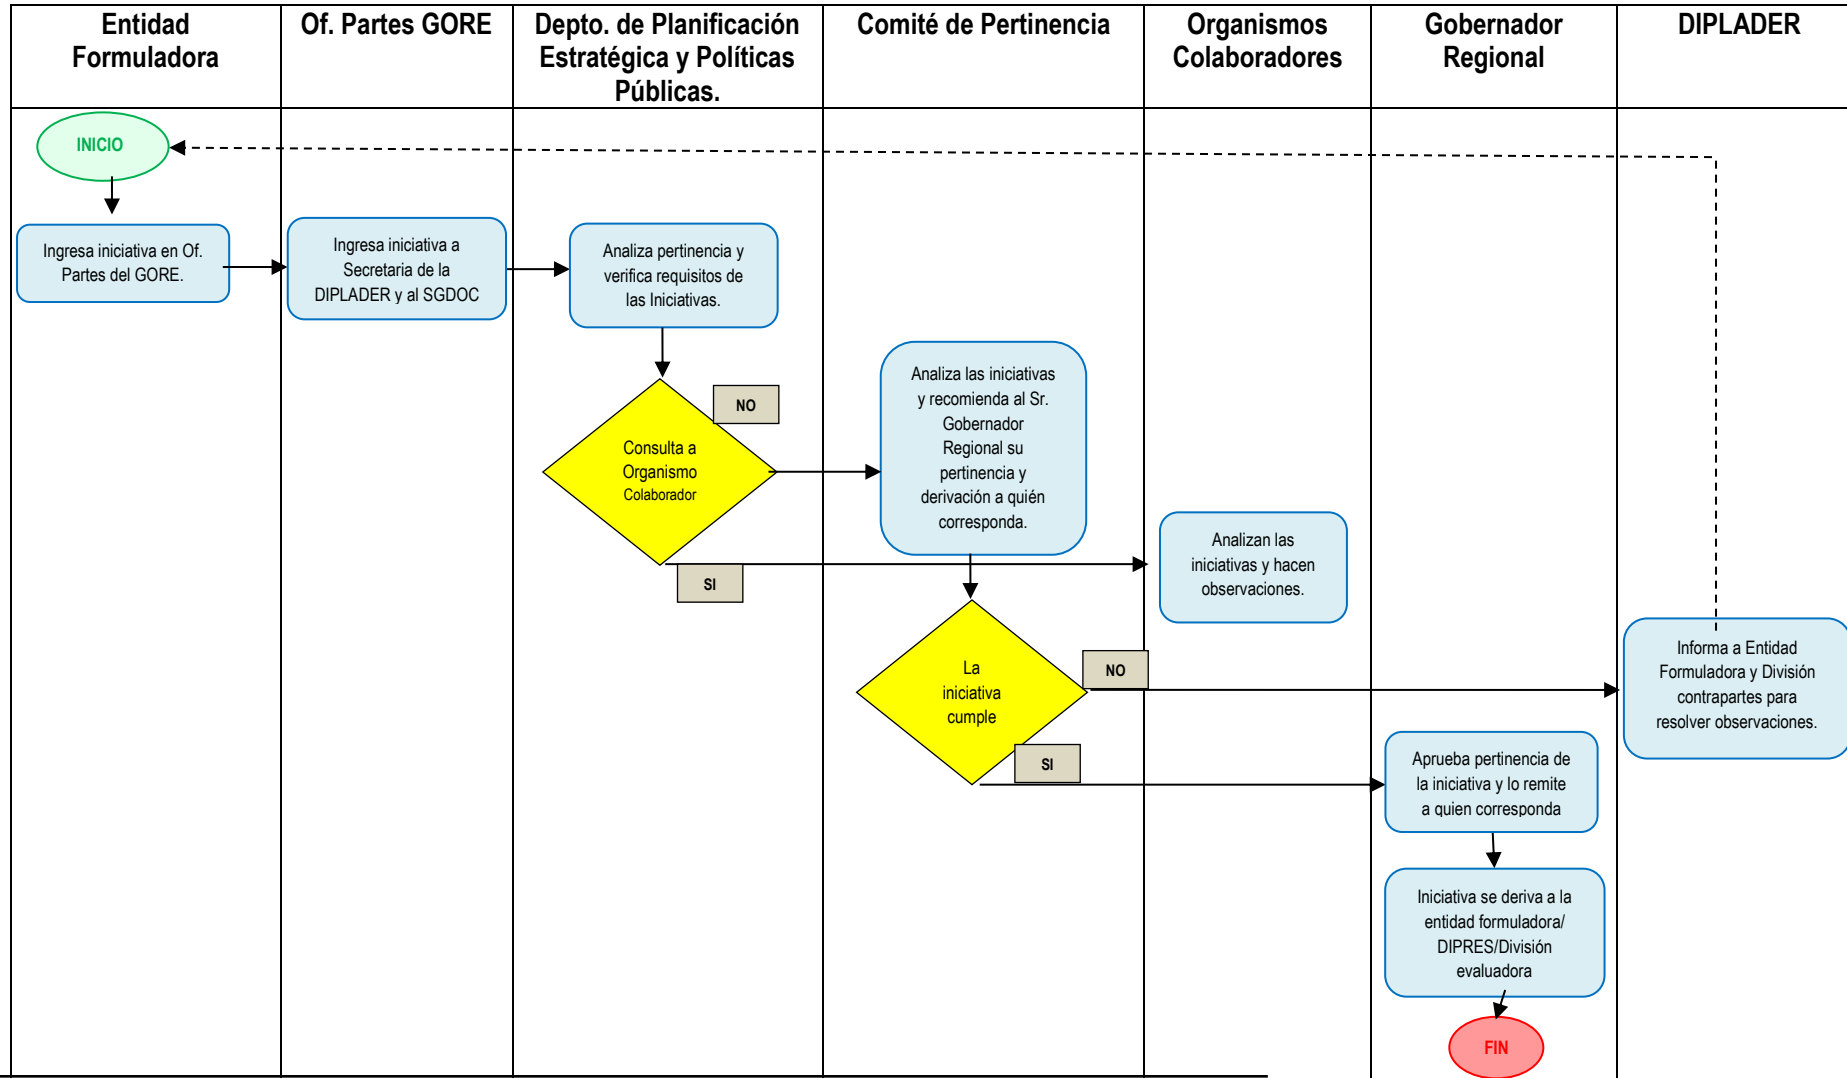 Entidad
Formuladora
Of. Partes GORE
Depto. de Planificación
Estratégica y Políticas
Públicas.
Comité de Pertinencia
Organismos
Colaboradores
Gobernador
Regional
DIPLADER
INICIO
Ingresa iniciativa en Of.
Partes del GORE.
Ingresa iniciativa a
Secretaria de la
DIPLADER y al SGDOC
Analiza pertinencia y
verifica requisitos de
las Iniciativas.
NO
Consulta a
Organismo
Colaborador
SI
Analiza las iniciativas
y recomienda al Sr.
Gobernador
Regional su
pertinencia y
derivación a quién
corresponda.
Analizan las
iniciativas y hacen
observaciones.
La
iniciativa
cumple
NO
SI
Informa a Entidad
Formuladora y División
contrapartes para
resolver observaciones.
Aprueba pertinencia de
la iniciativa y lo remite
a quien corresponda
Iniciativa se deriva a la
entidad formuladora/
DIPRES/División
evaluadora
FIN